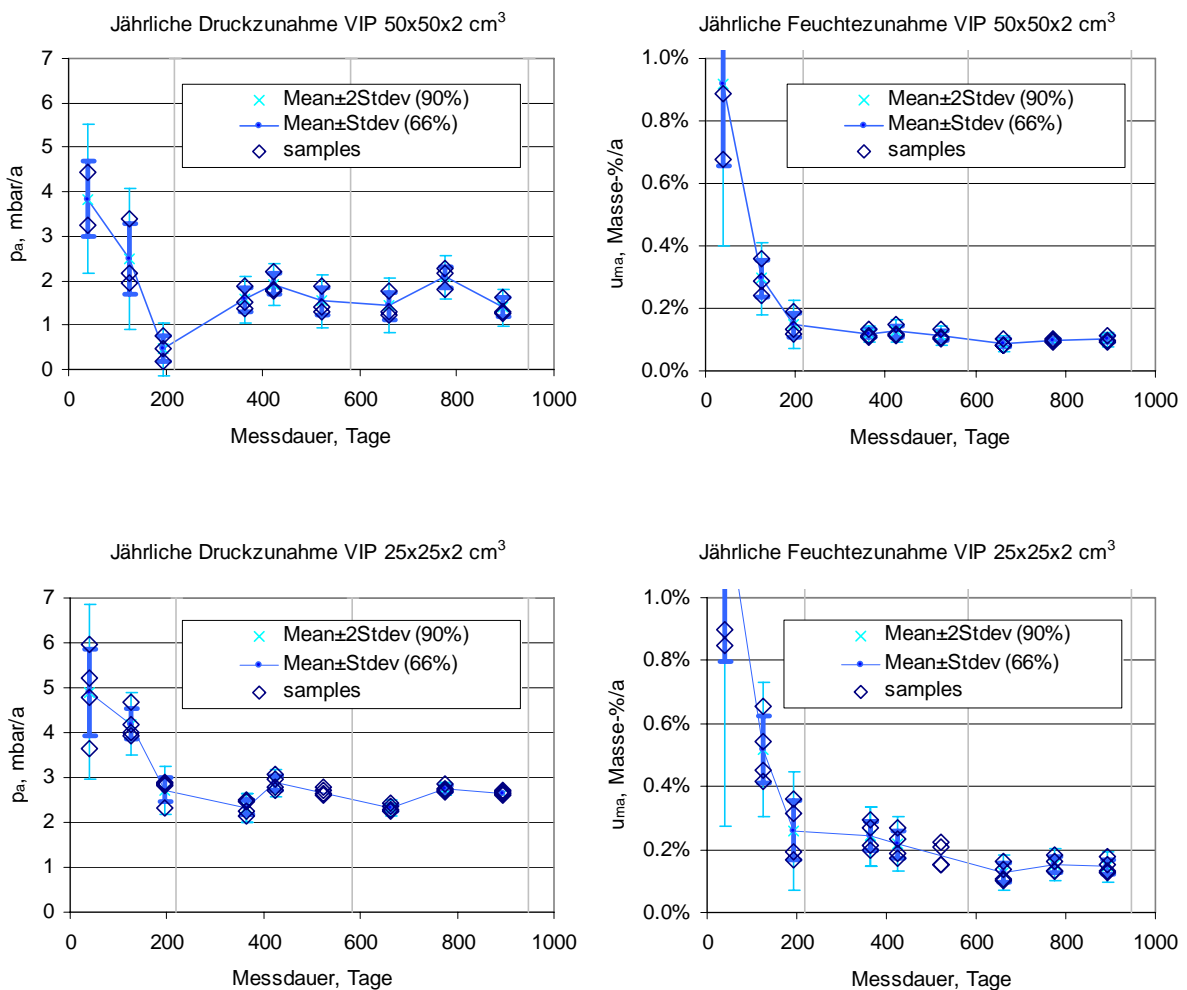 Jährliche Druckzunahme VIP 50x50x2 cm³
7
6
5
4
3
2
1
0
pa, mbar/a
Mean±2Stdev (90%)
Mean±Stdev (66%)
samples
0 200 400 600 800 1000
Messdauer, Tage
Jährliche Feuchtezunahme VIP 50x50x2 cm³
1.0%
0.8%
0.6%
0.4%
0.2%
0.0%
uma, Masse-%/a
Mean±2Stdev (90%)
Mean±Stdev (66%)
samples
0 200 400 600 800 1000
Messdauer, Tage
Jährliche Druckzunahme VIP 25x25x2 cm³
7
6
5
4
3
2
1
0
pa, mbar/a
Mean±2Stdev (90%)
Mean±Stdev (66%)
samples
0 200 400 600 800 1000
Messdauer, Tage
Jährliche Feuchtezunahme VIP 25x25x2 cm³
1.0%
0.8%
0.6%
0.4%
0.2%
0.0%
uma, Masse-%/a
Mean±2Stdev (90%)
Mean±Stdev (66%)
samples
0 200 400 600 800 1000
Messdauer, Tage